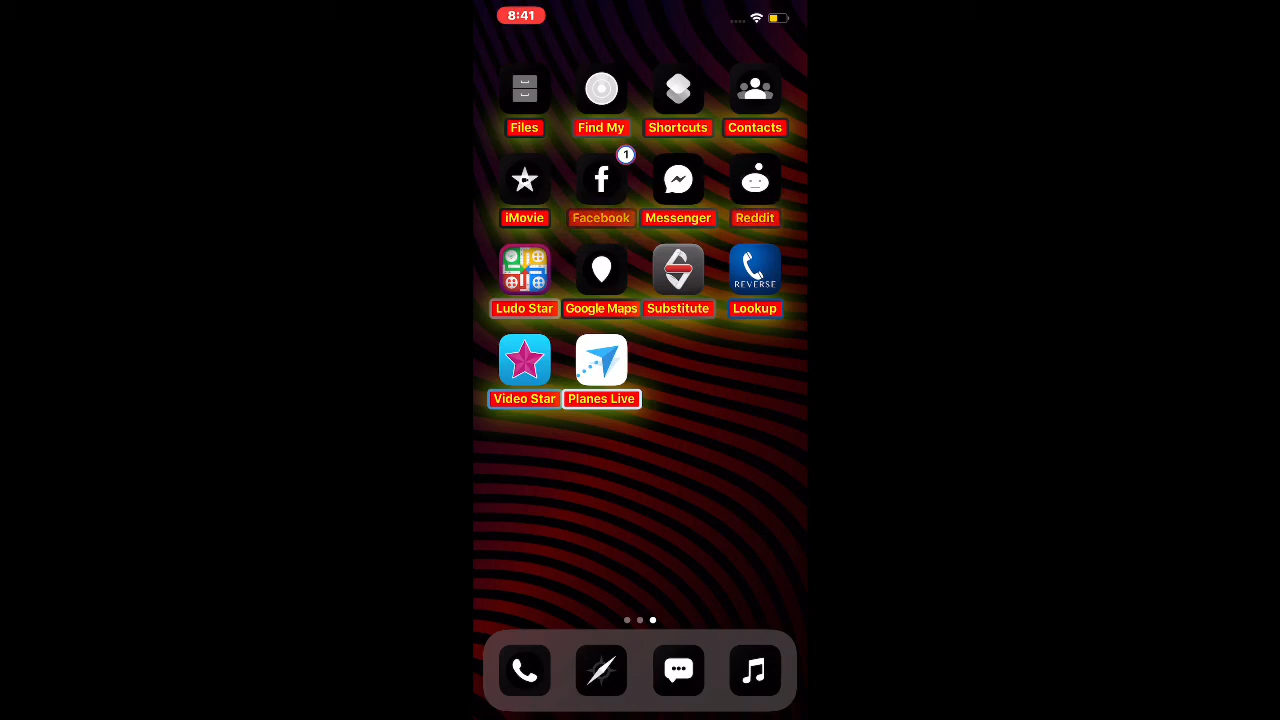 8:41
Files Find My Shortcuts Contacts
1
iMovie Facebook Messenger Reddit
REVERSE
Ludo Star Google Maps Substitute Lookup
Video Star Planes Live